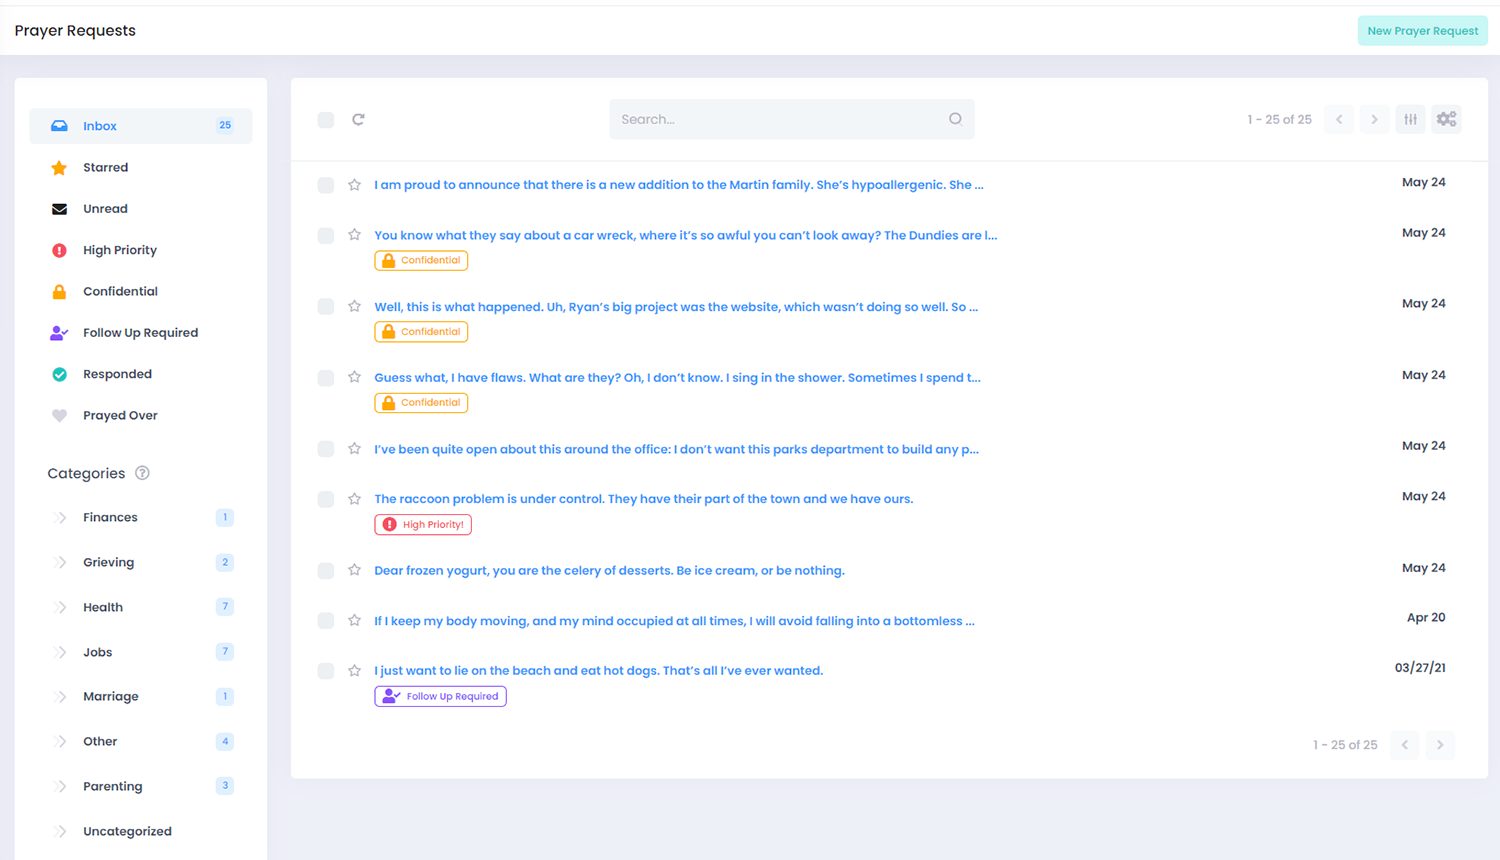 Prayer Requests
New Prayer Request
Inbox 25
Starred
Unread
High Priority
Confidential
Follow Up Required
Responded
Prayed Over
Categories ?
Finances 1
Grieving 2
Health 7
Jobs 7
Marriage 1
Other 4
Parenting 3
Uncategorized
Search...
1 - 25 of 25
I am proud to announce that there is a new addition to the Martin family. She's hypoallergenic. She ... May 24
You know what they say about a car wreck, where it's so awful you can't look away? The Dundies are l... May 24
Confidential
Well, this is what happened. Uh, Ryan's big project was the website, which wasn't doing so well. So ... May 24
Confidential
Guess what, I have flaws. What are they? Oh, I don't know. I sing in the shower. Sometimes I spend t... May 24
Confidential
I've been quite open about this around the office: I don't want this parks department to build any p... May 24
The raccoon problem is under control. They have their part of the town and we have ours. May 24
High Priority!
Dear frozen yogurt, you are the celery of desserts. Be ice cream, or be nothing. May 24
If I keep my body moving, and my mind occupied at all times, I will avoid falling into a bottomless ... Apr 20
I just want to lie on the beach and eat hot dogs. That's all I've ever wanted. 03/27/21
Follow Up Required
1 - 25 of 25